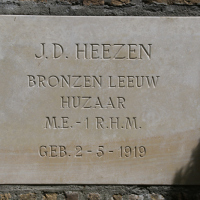 J.D. HEEZEN
BRONZEN LEEUW
HUZAAR
M.E.-1 R.H.M.
GEB. 2-5-1919